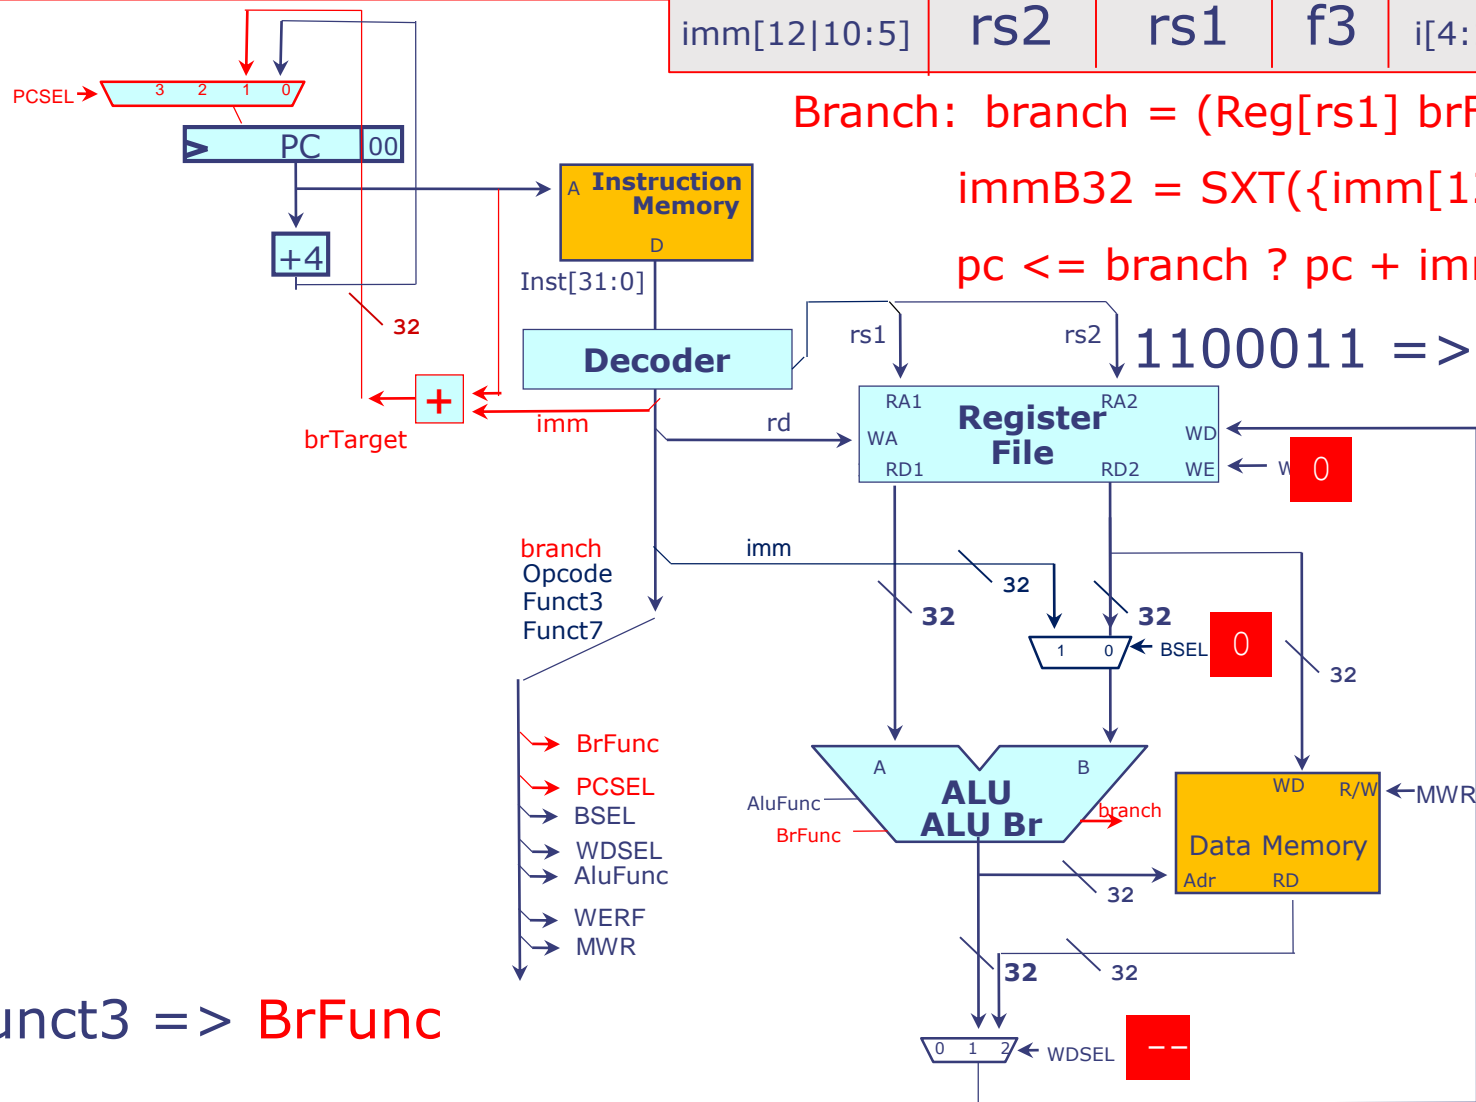 imm[12|10:5] rs2 rs1 f3 i[4:
PCSEL
3 2 1 0
Branch: branch = (Reg[rs1] brF
PC 00
A Instruction
Memory
D
immB32 = SXT({imm[12
+4
pc <= branch ? pc + imm
Inst[31:0]
32
rs1
rs2
1100011 =>
Decoder
+
imm
brTarget
rd
RA1
RA2
Register
File
WA
WD
RD1
RD2
WE
0
branch
Opcode
Funct3
Funct7
imm
32
32
32
1 0
BSEL
0
32
BrFunc
PCSEL
BSEL
WDSEL
AluFunc
WERF
MWR
A
B
ALU
ALU Br
AluFunc
BrFunc
branch
WD
R/W
MWR
Data Memory
Adr
RD
32
32
32
unct3 => BrFunc
0 1 2
WDSEL
--